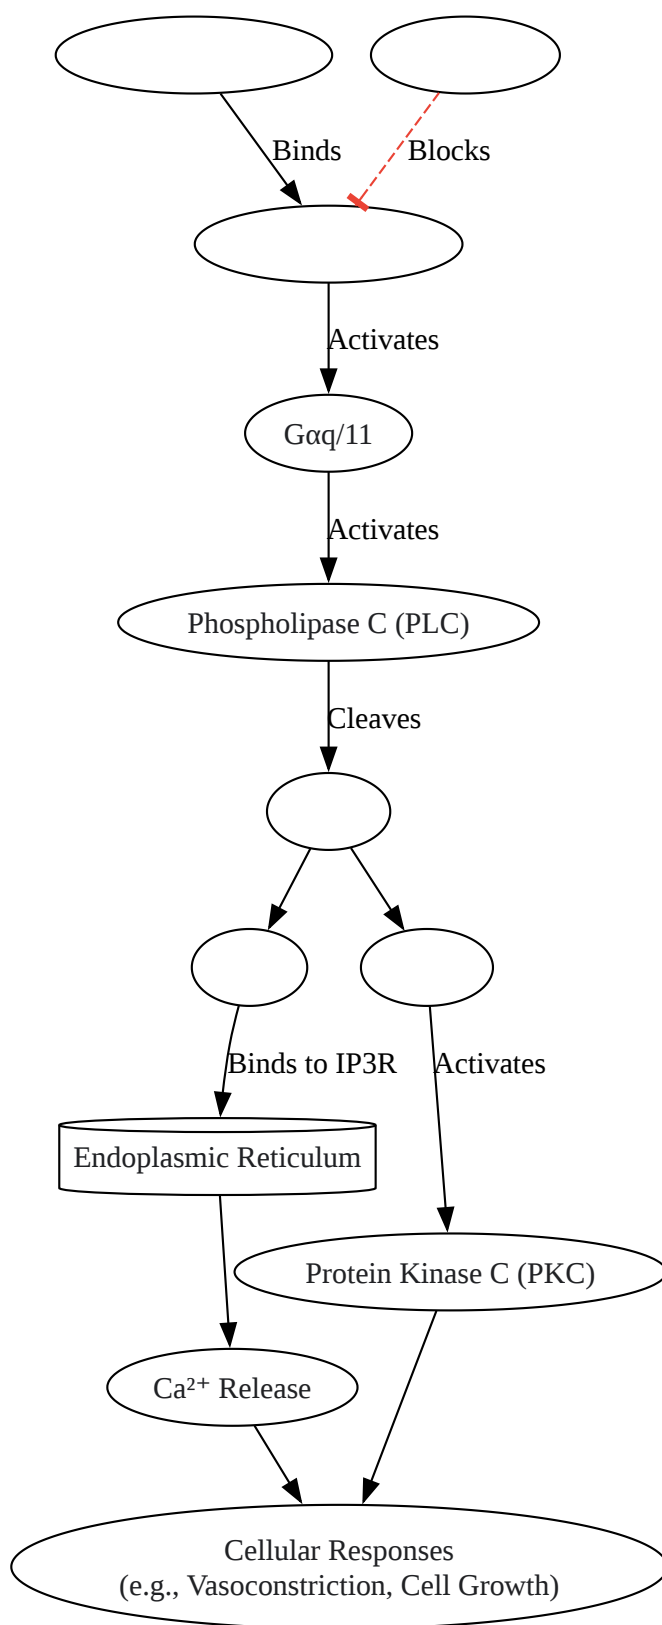 Binds
Blocks
Activates
Gαq/11
Activates
Phospholipase C (PLC)
Cleaves
Binds to IP3R
Activates
Endoplasmic Reticulum
Protein Kinase C (PKC)
Ca²⁺ Release
Cellular Responses
(e.g., Vasoconstriction, Cell Growth)